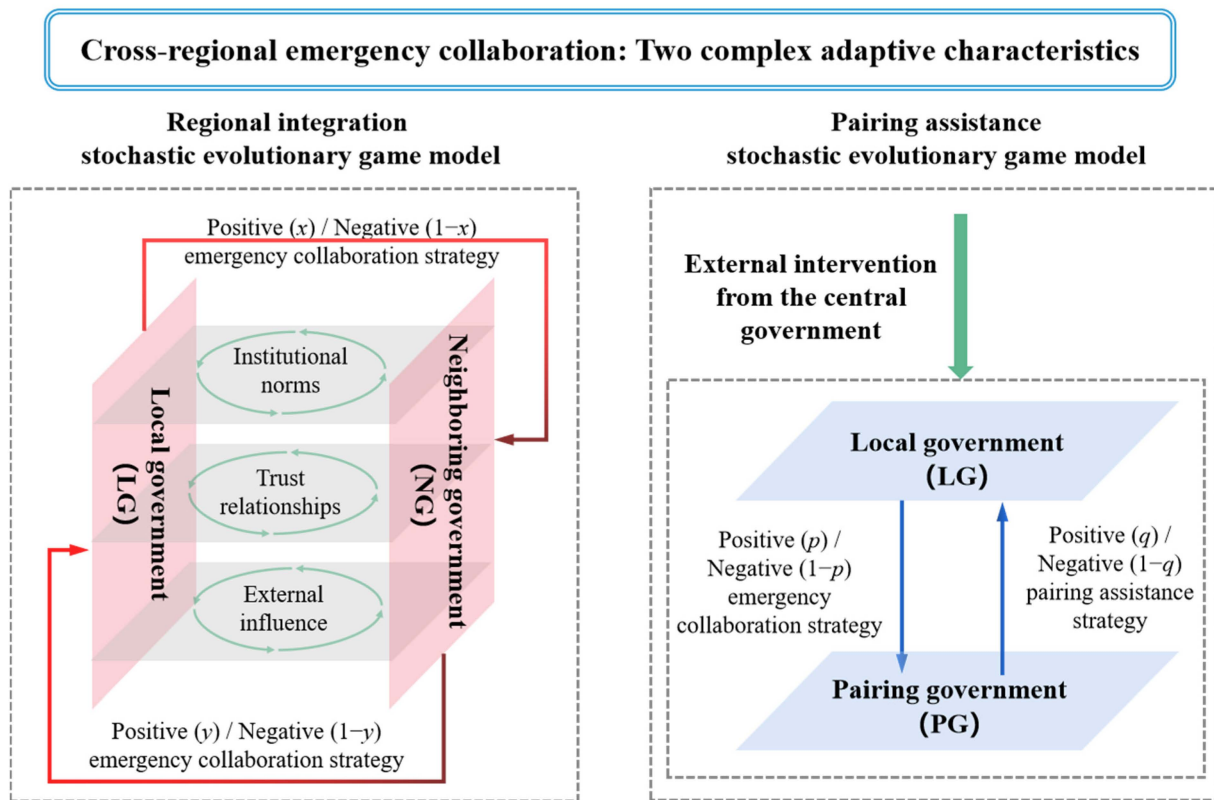 Cross-regional emergency collaboration: Two complex adaptive characteristics
Regional integration
stochastic evolutionary game model
Positive (x) / Negative (1−x)
emergency collaboration strategy
Local government
(LG)
Institutional
norms
Trust
relationships
External
influence
Neighboring government
(NG)
Positive (y) / Negative (1−y)
emergency collaboration strategy
Pairing assistance
stochastic evolutionary game model
External intervention
from the central
government
Local government
(LG)
Positive (p) /
Negative (1−p)
emergency
collaboration strategy
Positive (q) /
Negative (1−q)
pairing assistance
strategy
Pairing government
(PG)